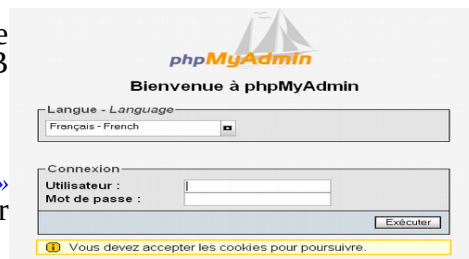 e
3
phpMyAdmin
Bienvenue à phpMyAdmin
Langue - Language
Français - French
Connexion
»
Utilisateur :
Mot de passe :
r
Exécuter
Vous devez accepter les cookies pour poursuivre.